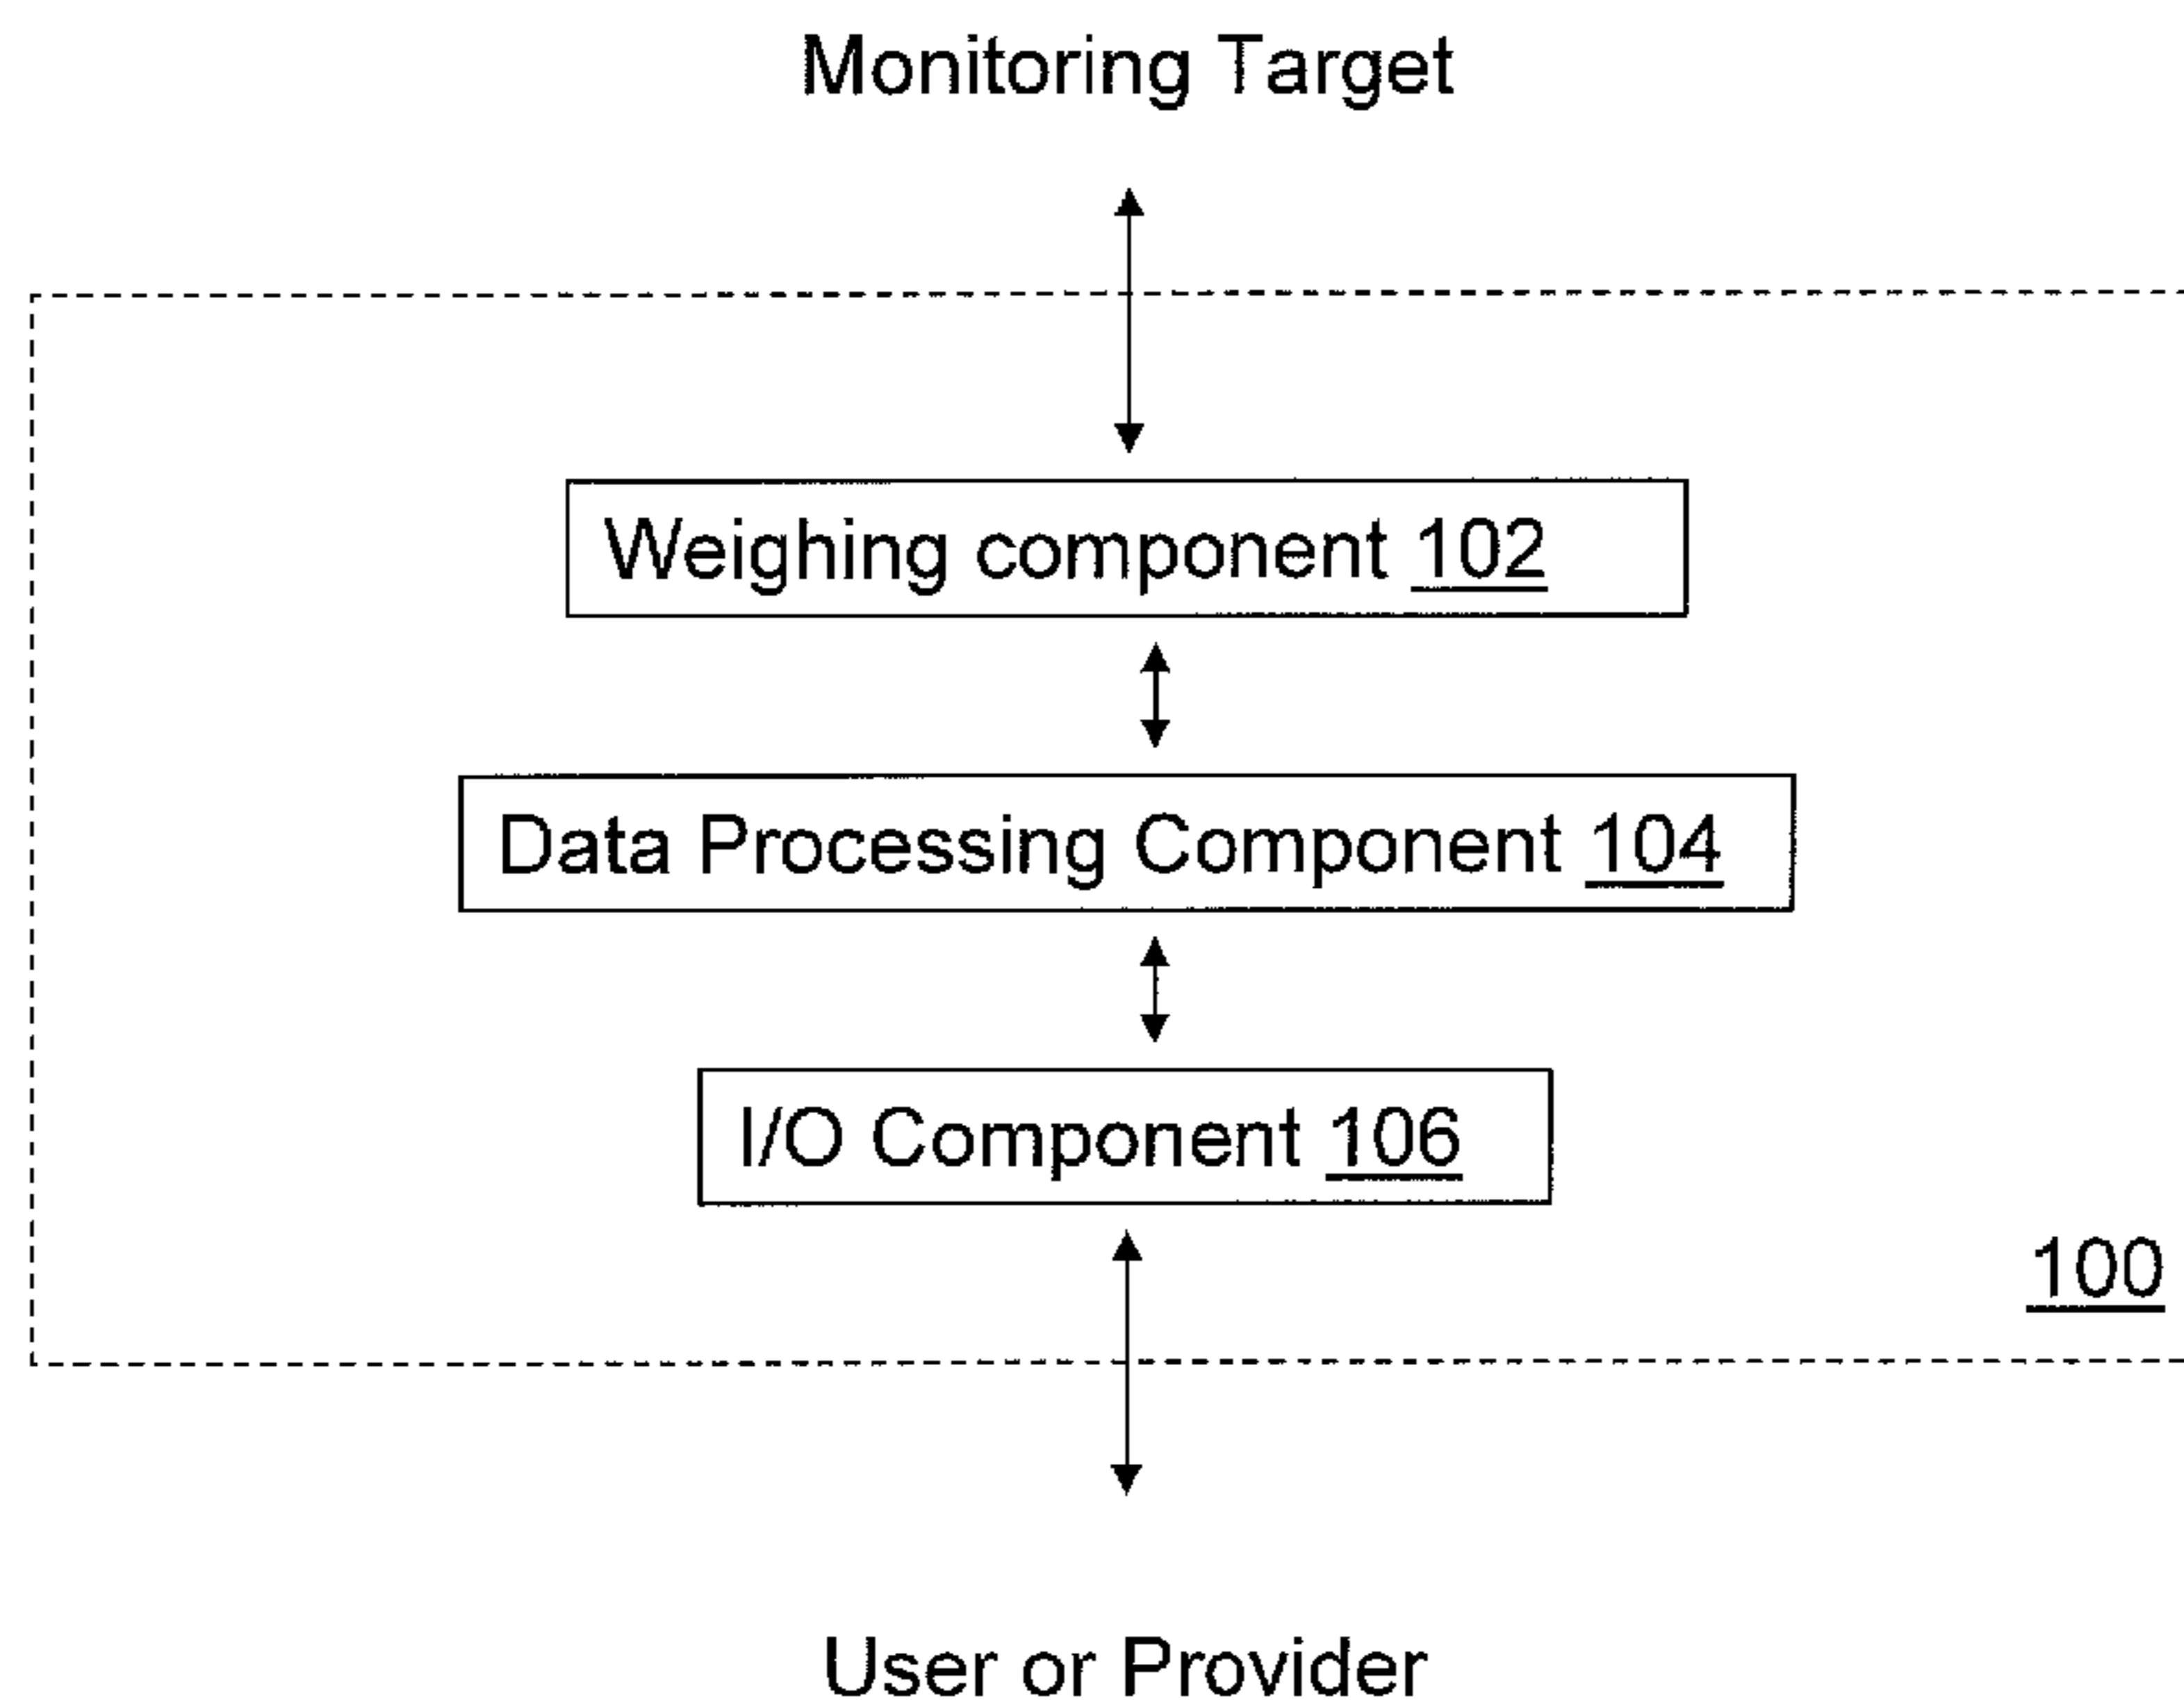 Monitoring Target
Weighing component 102
Data Processing Component 104
I/O Component 106
100
User or Provider